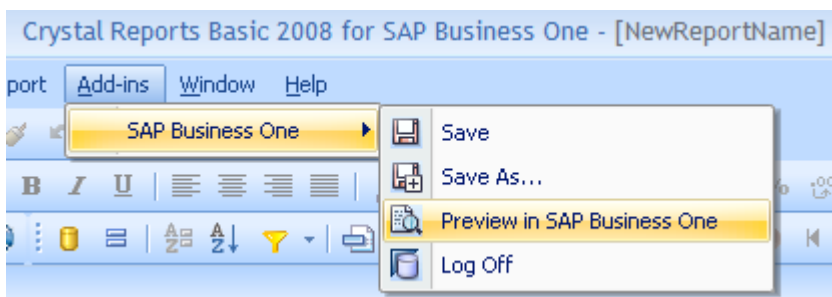 Crystal Reports Basic 2008 for SAP Business One - [NewReportName]
port Add-ins Window Help
SAP Business One
Save
B I U
Save As...
%
Preview in SAP Business One
Log Off